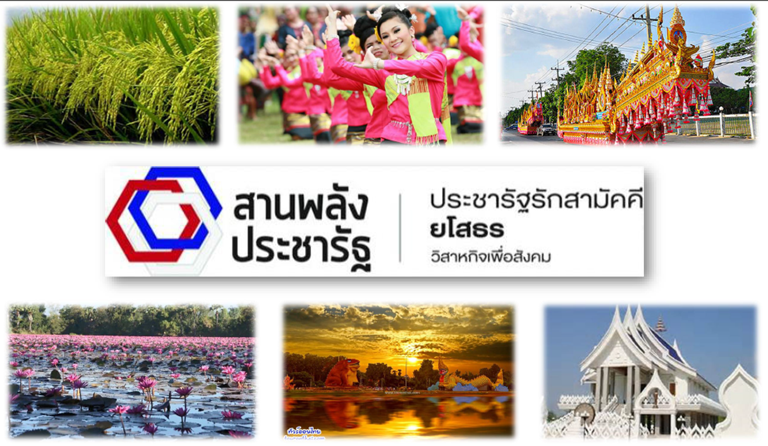 สานพลัง
ประชารัฐ
ประชารัฐรักสามัคคี
ยโสธร
วิสาหกิจเพื่อสังคม